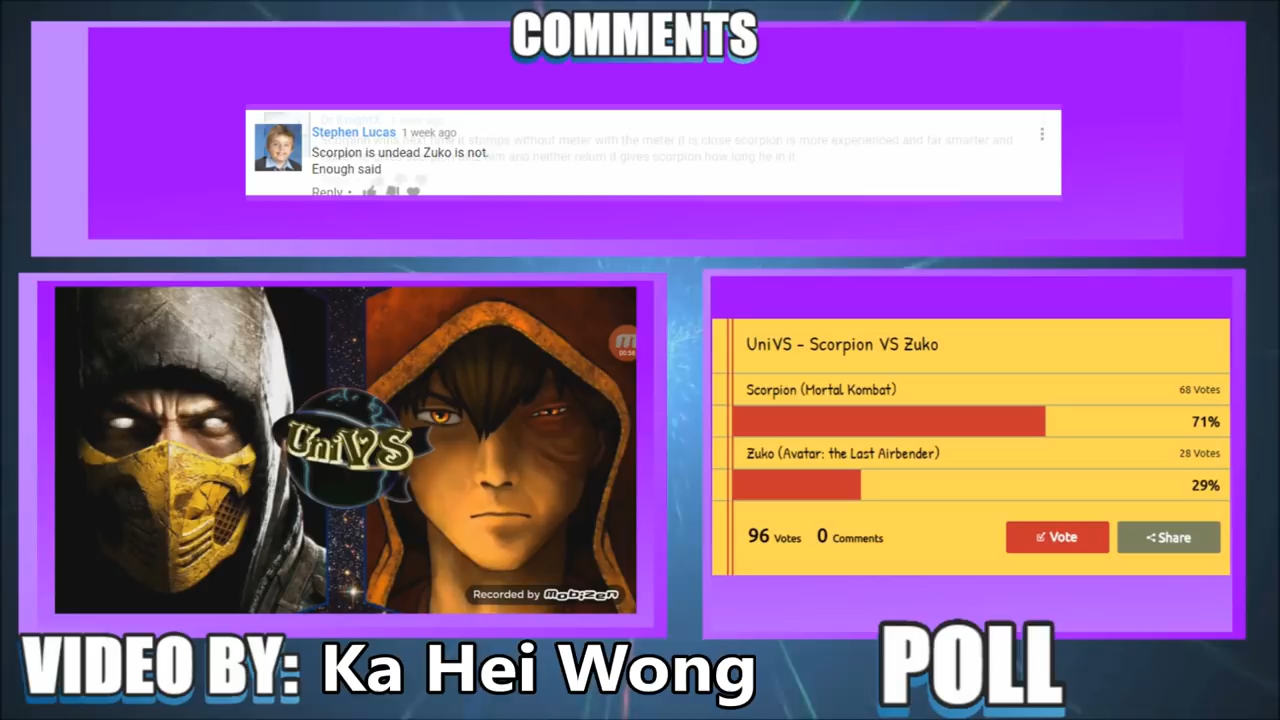 COMMENTS
Stephen Lucas 1 week ago
Scorpion is undead Zuko is not.
Enough said
Reply
UniVS
00:58
Recorded by Mobizen
UniVS - Scorpion VS Zuko
Scorpion (Mortal Kombat) 68 Votes
71%
Zuko (Avatar: the Last Airbender) 28 Votes
29%
96 Votes 0 Comments
Vote
Share
VIDEO BY: Ka Hei Wong
POLL